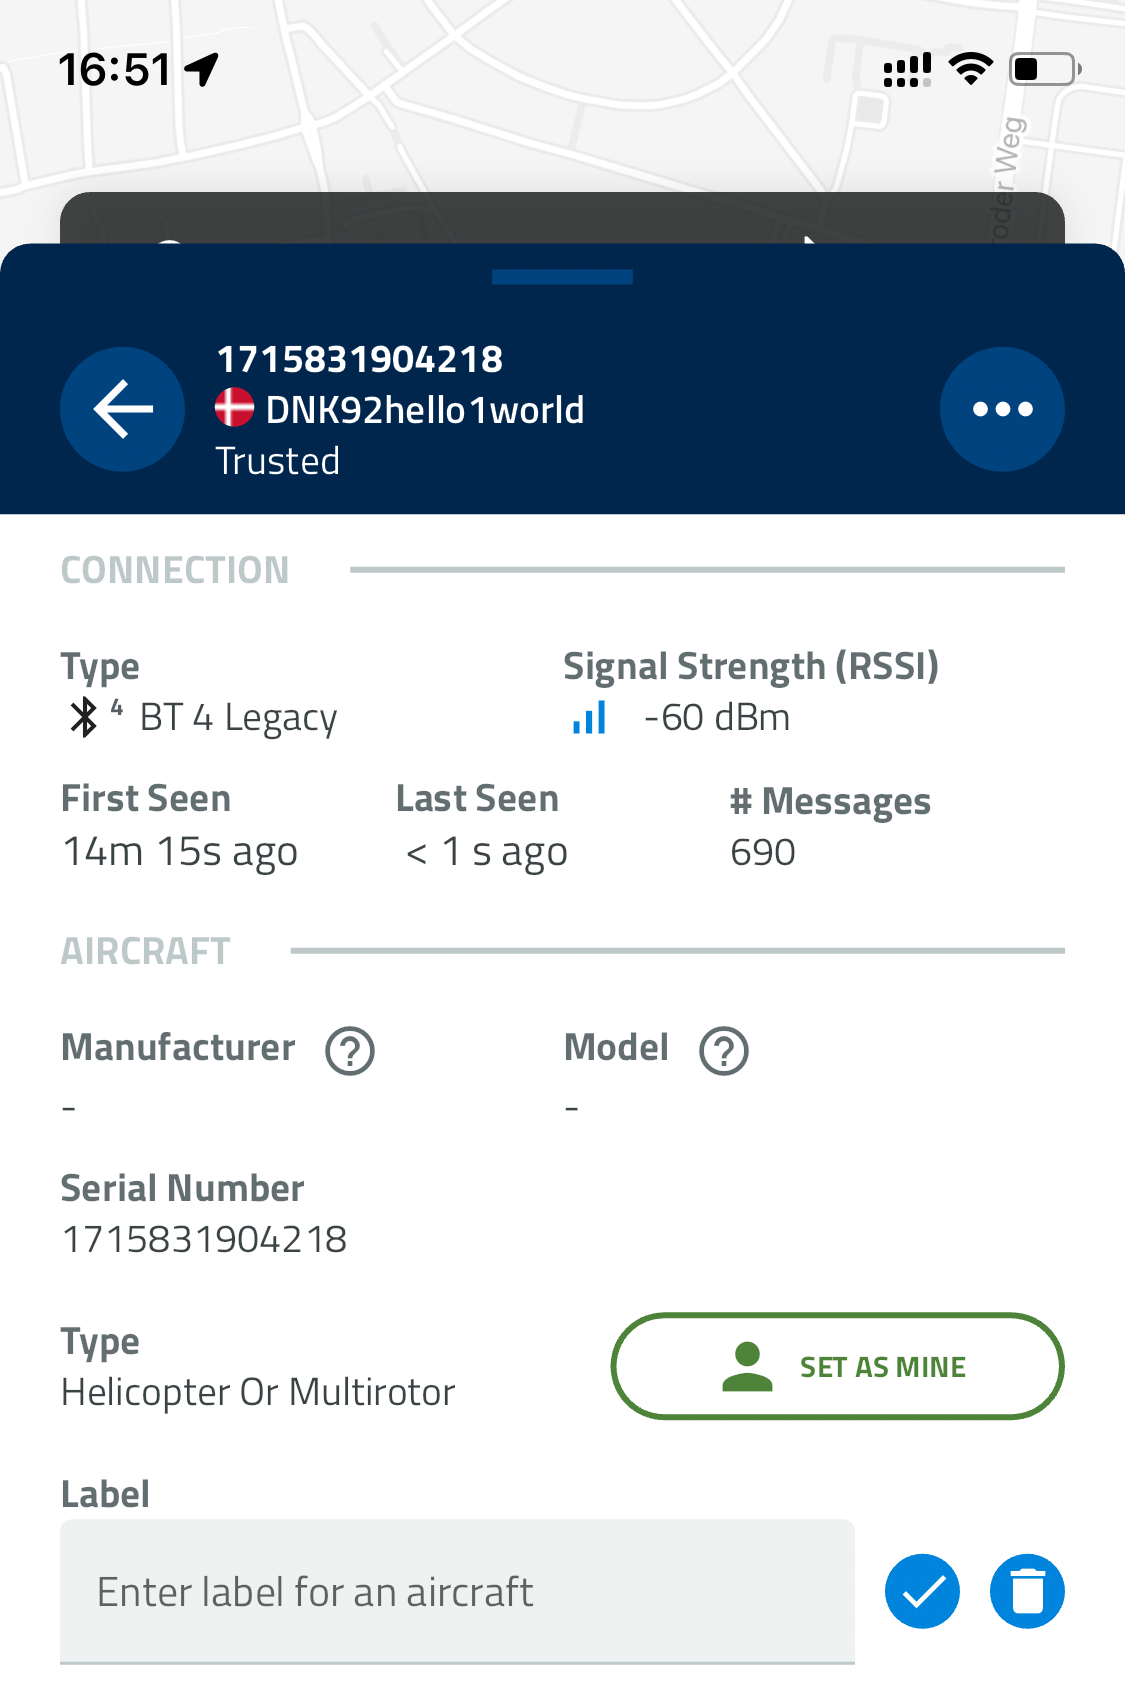 16:51
roder Weg
1715831904218
DNK92hello1world
Trusted
CONNECTION
Type
Signal Strength (RSSI)
4 BT 4 Legacy
-60 dBm
First Seen
Last Seen
# Messages
14m 15s ago
< 1 s ago
690
AIRCRAFT
Manufacturer ?
Model ?
-
-
Serial Number
1715831904218
Type
Helicopter Or Multirotor
SET AS MINE
Label
Enter label for an aircraft